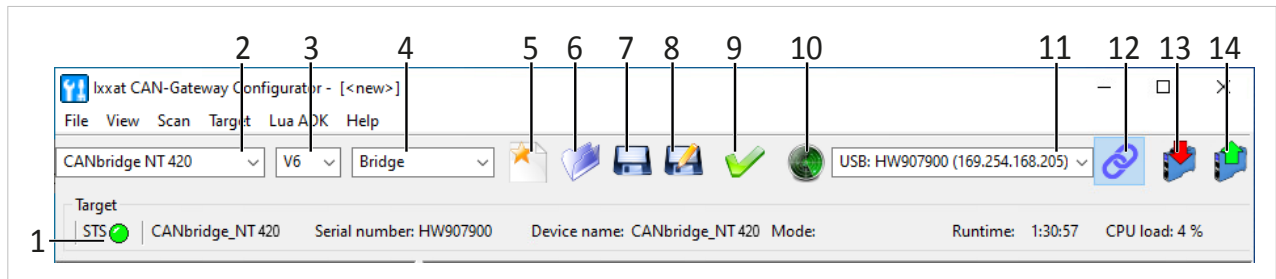 2 3 4 5 6 7 8 9 10 11 12 13 14
Ixxat CAN-Gateway Configurator - [<new>]
File View Scan Target Lua ADK Help
CANbridge NT 420 V6 Bridge USB: HW907900 (169.254.168.205)
Target
1 STS CANbridge_NT 420 Serial number: HW907900 Device name: CANbridge_NT 420 Mode: Runtime: 1:30:57 CPU load: 4 %